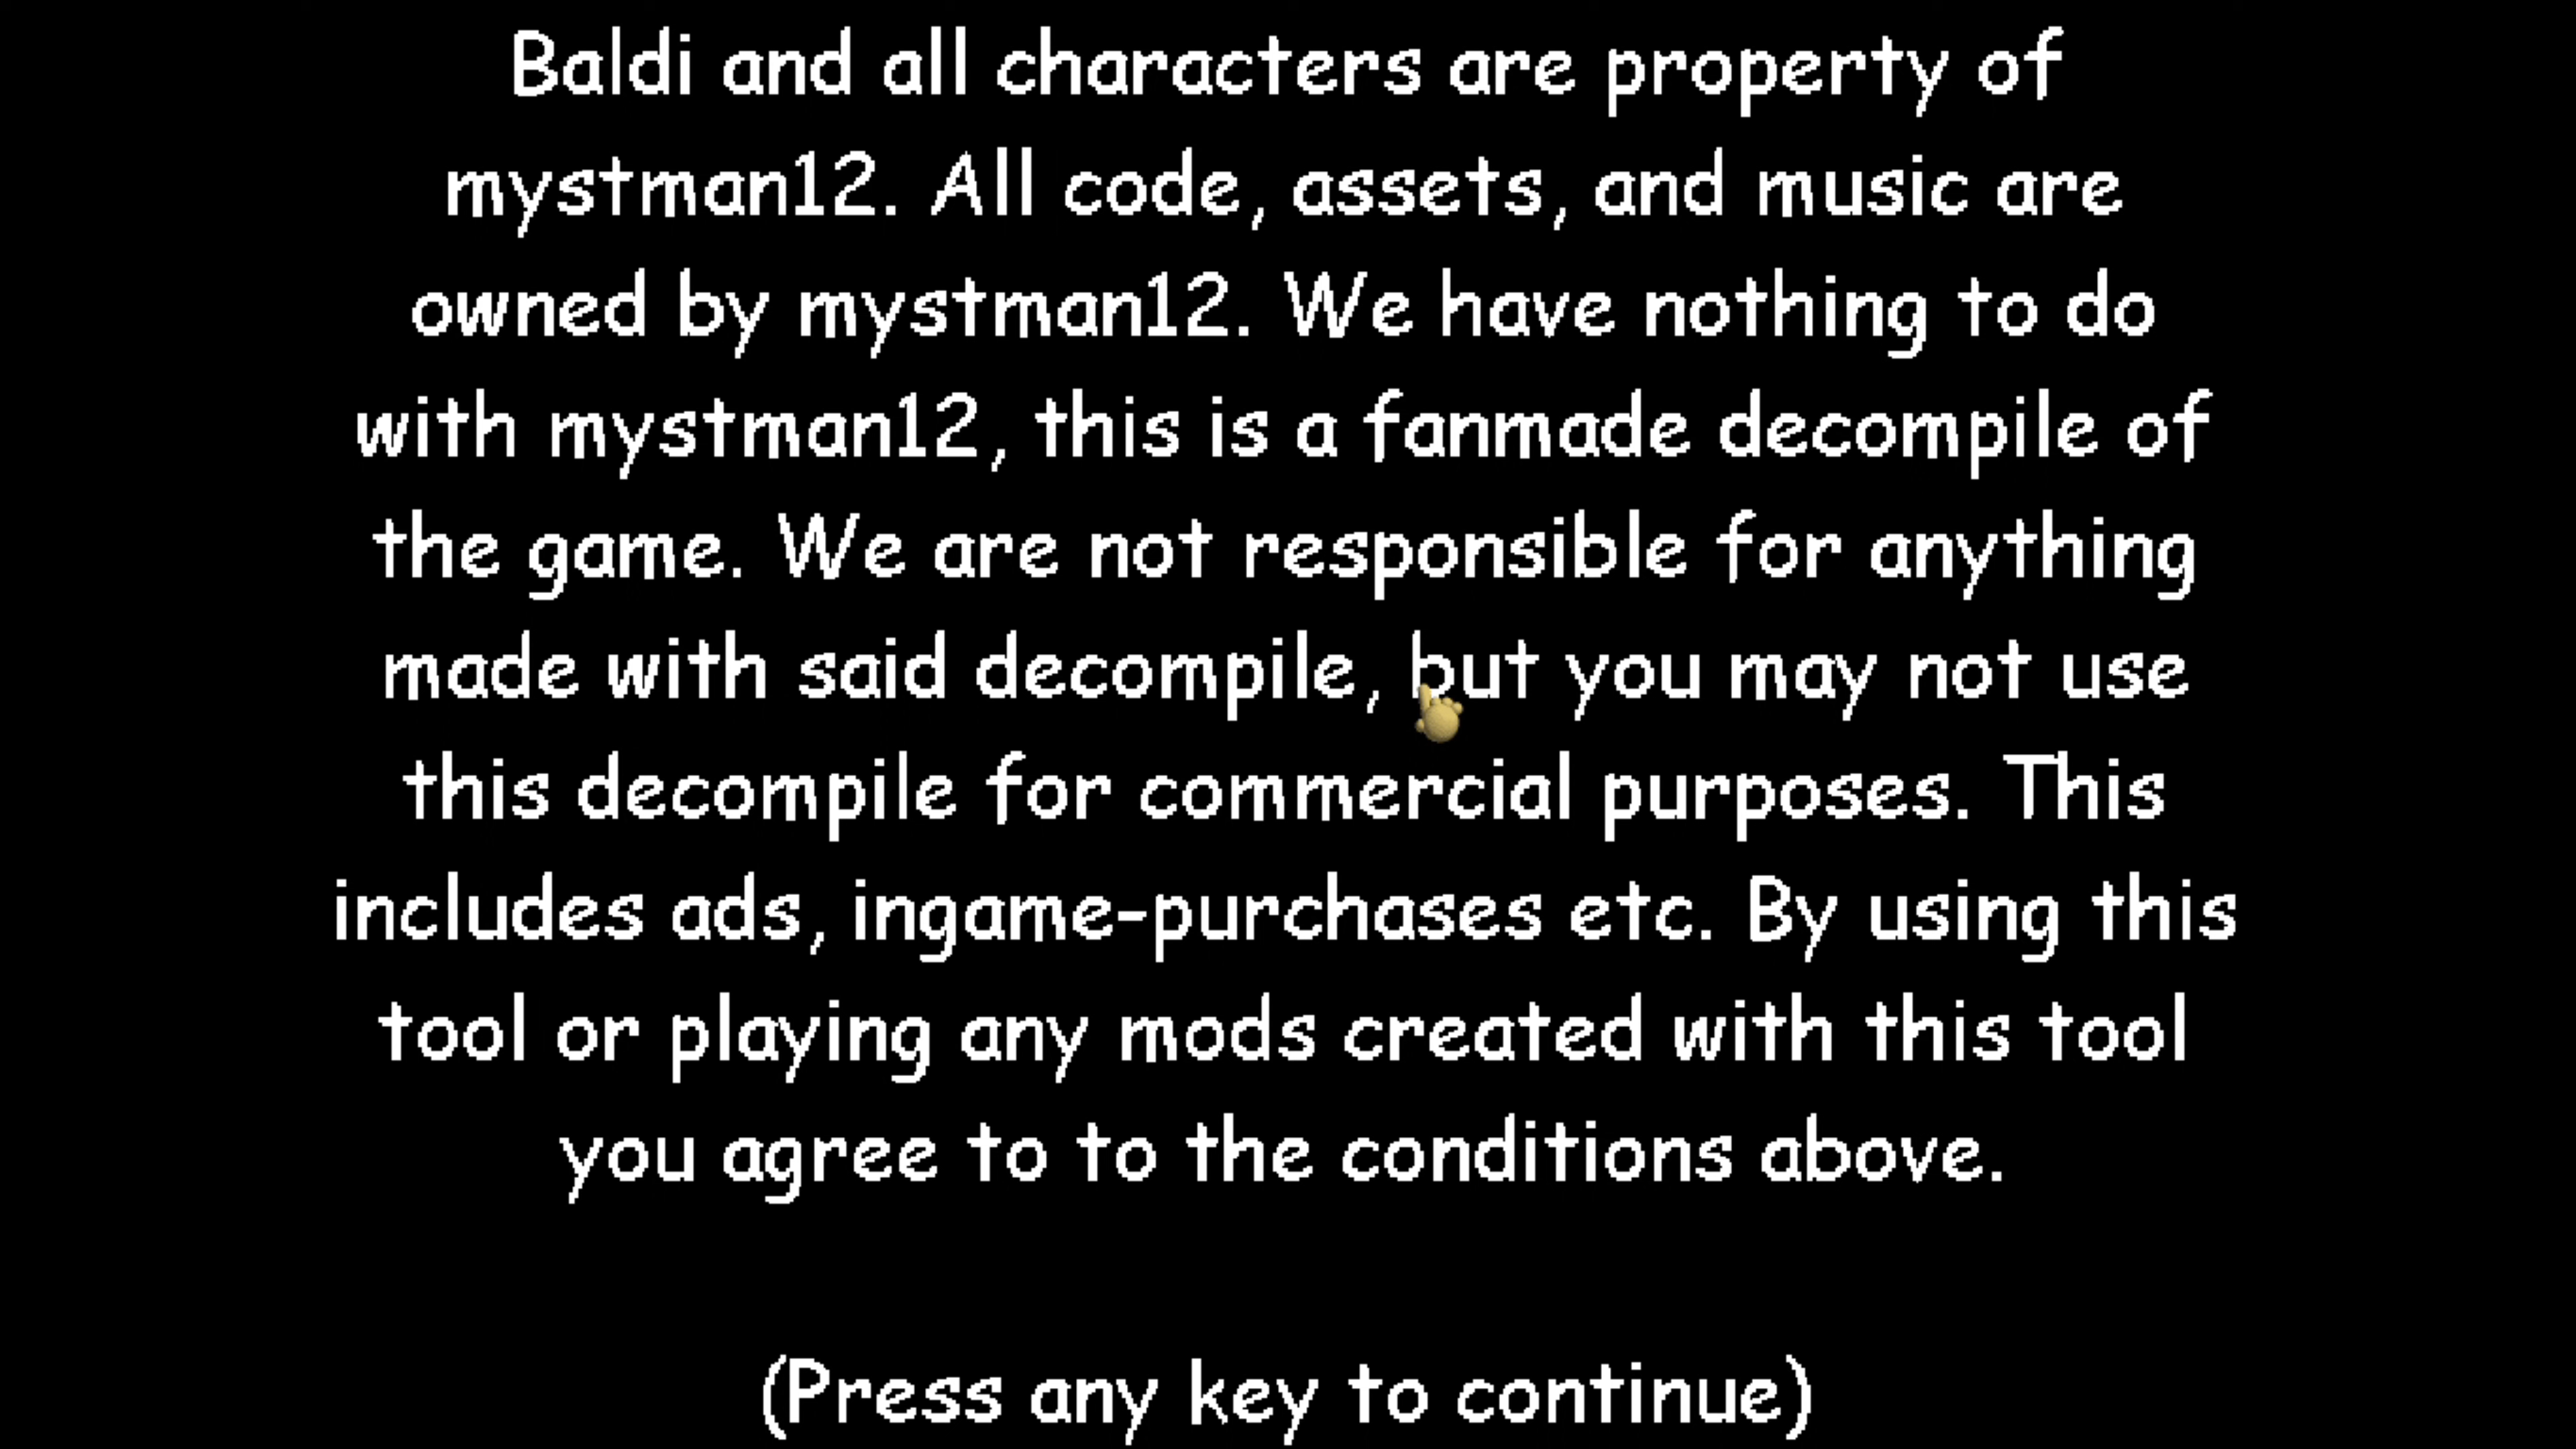 Baldi and all characters are property of
mystman12. All code, assets, and music are
owned by mystman12. We have nothing to do
with mystman12, this is a fanmade decompile of
the game. We are not responsible for anything
made with said decompile, but you may not use
this decompile for commercial purposes. This
includes ads, ingame-purchases etc. By using this
tool or playing any mods created with this tool
you agree to to the conditions above.
(Press any key to continue)